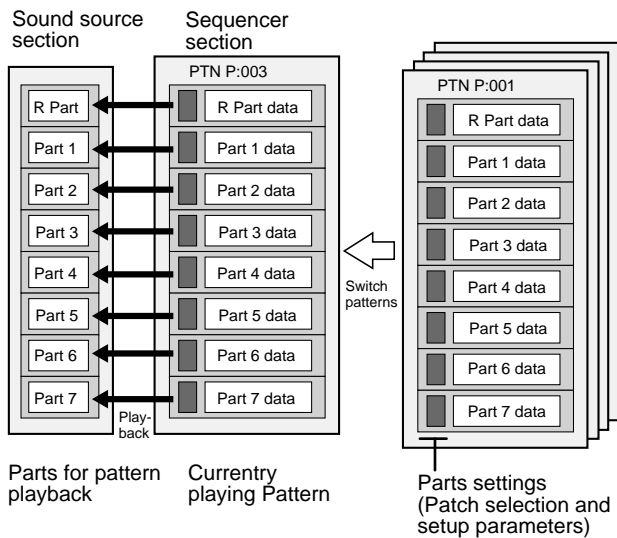 Sound source
section
Sequencer
section
PTN P:003
PTN P:001
R Part
R Part data
R Part data
Part 1
Part 1 data
Part 1 data
Part 2
Part 2 data
Part 2 data
Part 3
Part 3 data
Part 3 data
Part 4
Part 4 data
Part 4 data
Part 5
Part 5 data
Part 5 data
Part 6
Part 6 data
Part 6 data
Part 7
Part 7 data
Part 7 data
Switch
patterns
Play-
back
Parts for pattern
playback
Currentry
playing Pattern
Parts settings
(Patch selection and
setup parameters)